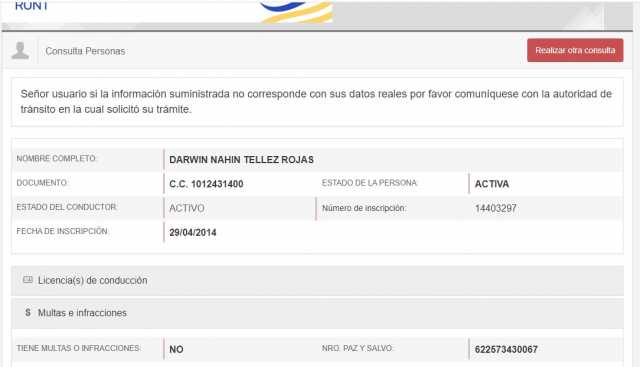 RUNT
Consulta Personas
Realizar otra consulta
Señor usuario si la información suministrada no corresponde con sus datos reales por favor comuníquese con la autoridad de
tránsito en la cual solicitó su trámite.
NOMBRE COMPLETO: DARWIN NAHIN TELLEZ ROJAS
DOCUMENTO: C.C. 1012431400 ESTADO DE LA PERSONA: ACTIVA
ESTADO DEL CONDUCTOR: ACTIVO Número de inscripción: 14403297
FECHA DE INSCRIPCIÓN: 29/04/2014
Licencia(s) de conducción
$ Multas e infracciones
TIENE MULTAS O INFRACCIONES: NO NRO. PAZ Y SALVO: 622573430067